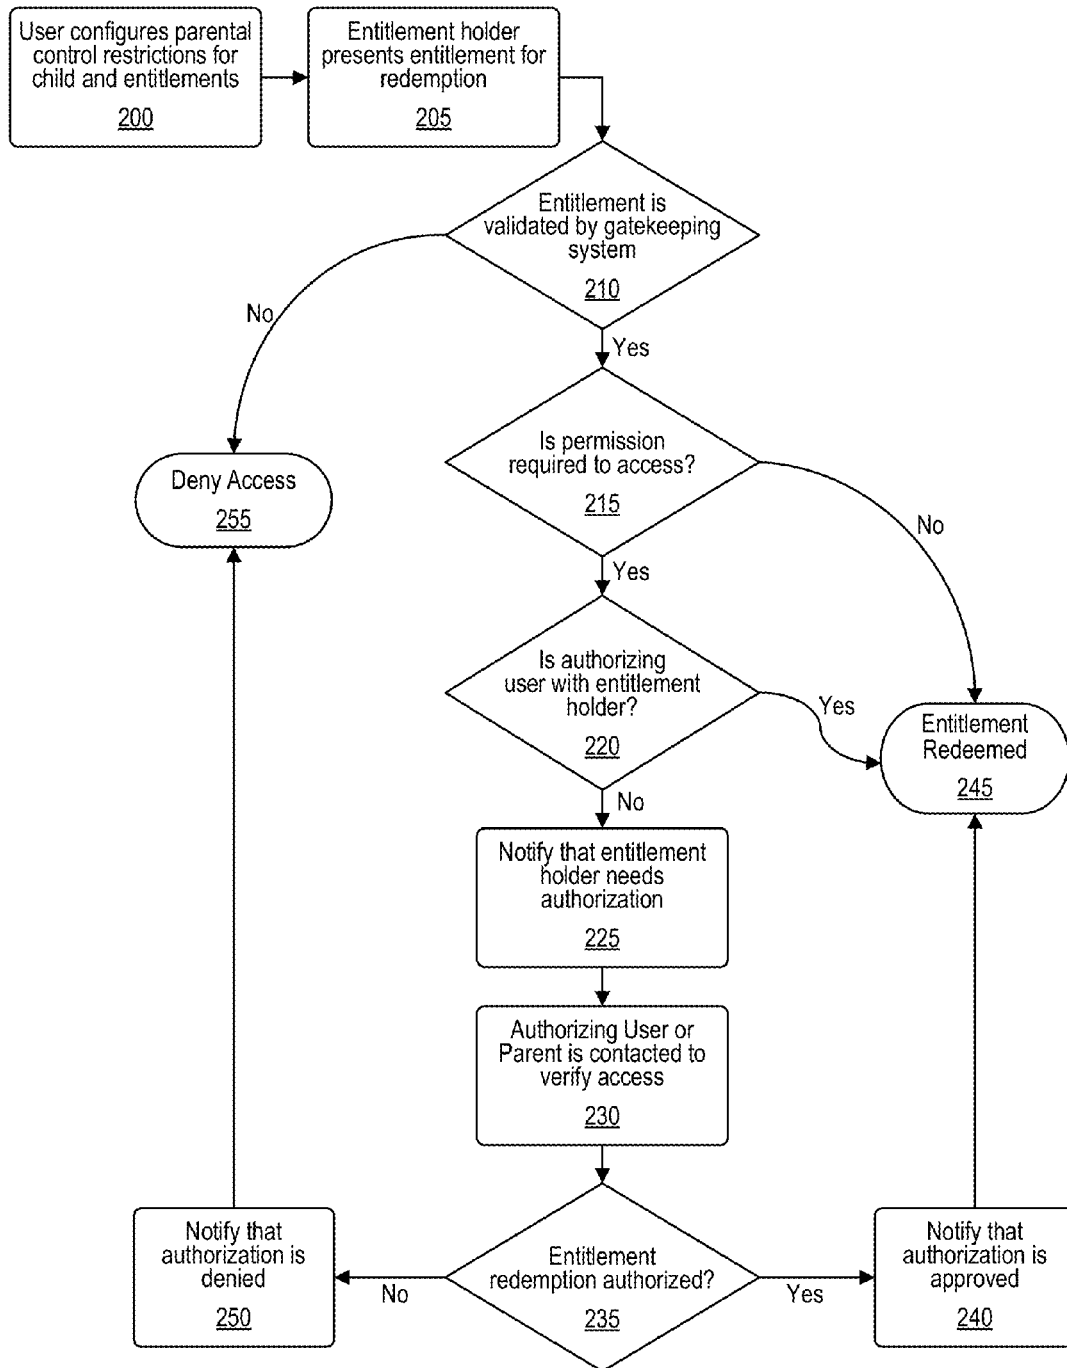 User configures parental
control restrictions for
child and entitlements
200
Entitlement holder
presents entitlement for
redemption
205
Entitlement is
validated by gatekeeping
system
210
No
Yes
Is permission
required to access?
215
Deny Access
255
No
Yes
Is authorizing
user with entitlement
holder?
220
Yes
Entitlement
Redeemed
245
No
Notify that entitlement
holder needs
authorization
225
Authorizing User or
Parent is contacted to
verify access
230
Notify that
authorization is
denied
250
No
Entitlement
redemption authorized?
235
Yes
Notify that
authorization is
approved
240